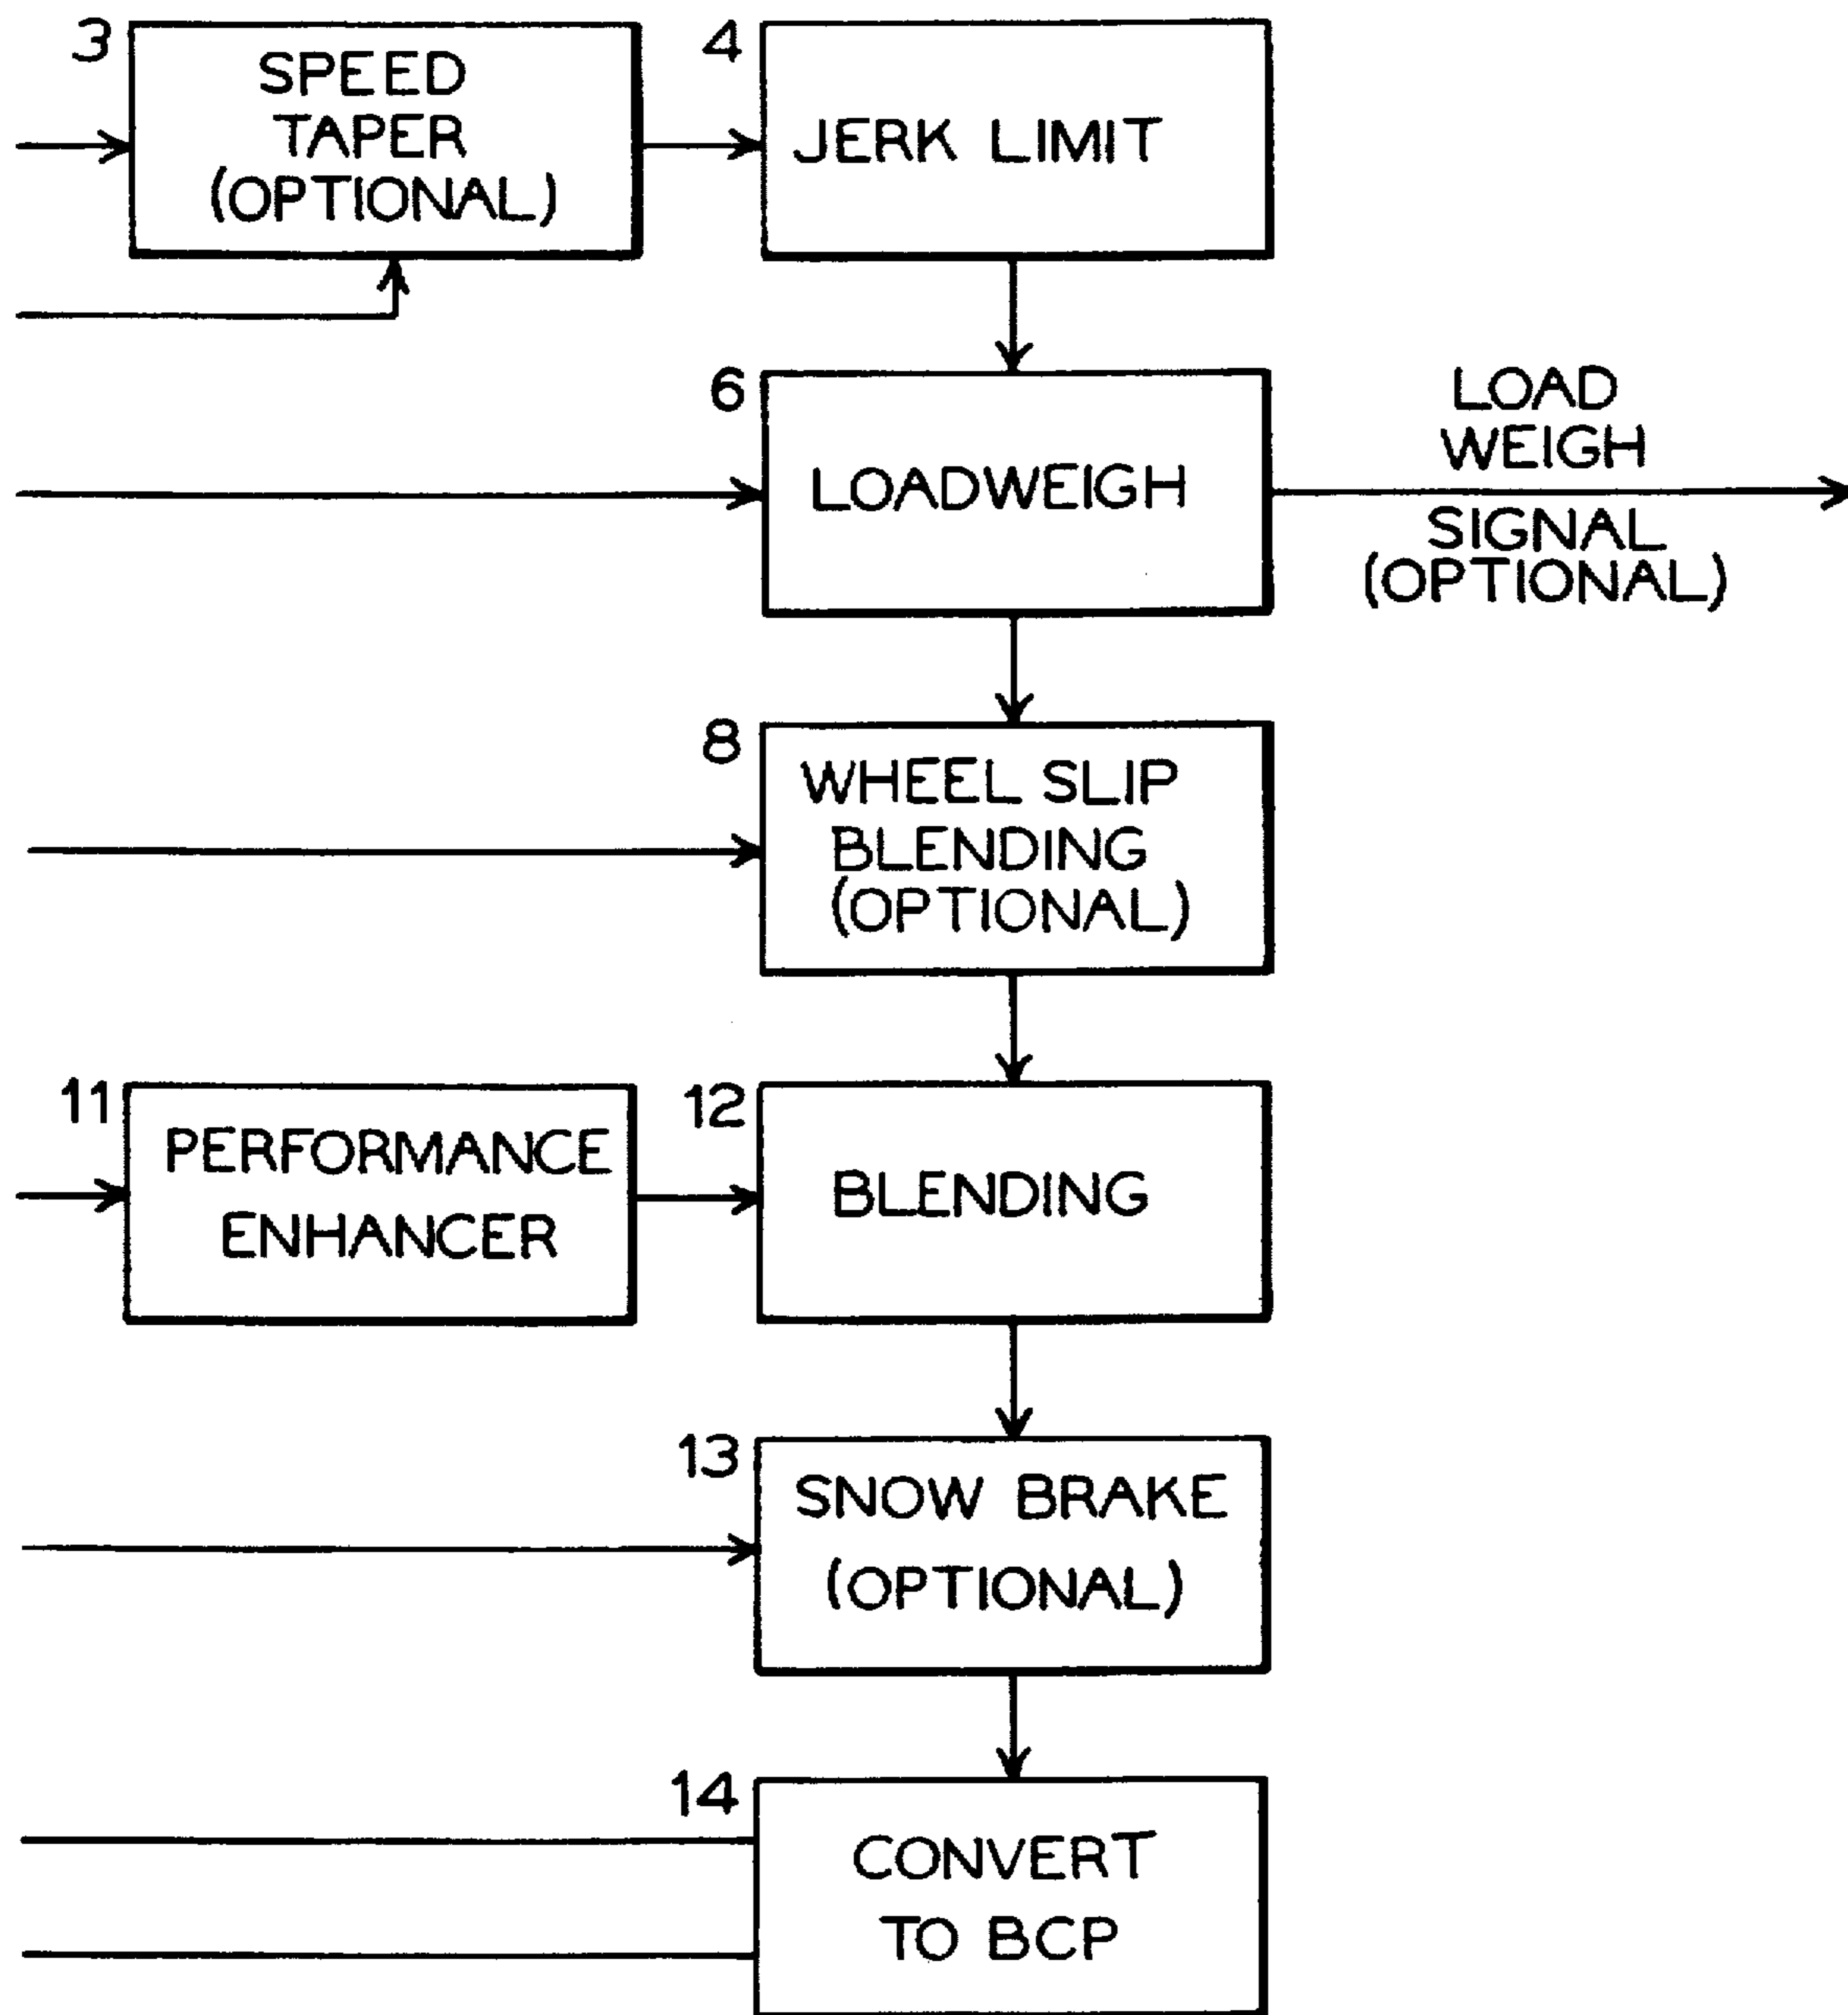 3
SPEED
TAPER
(OPTIONAL)
4
JERK LIMIT
6
LOADWEIGH
LOAD
WEIGH
SIGNAL
(OPTIONAL)
8
WHEEL SLIP
BLENDING
(OPTIONAL)
11
PERFORMANCE
ENHANCER
12
BLENDING
13
SNOW BRAKE
(OPTIONAL)
14
CONVERT
TO BCP